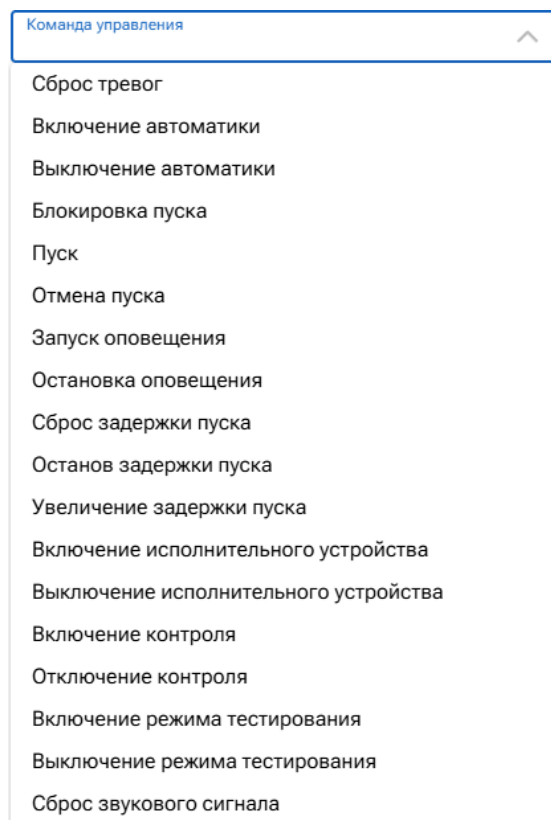 Команда управления
Сброс тревог
Включение автоматики
Выключение автоматики
Блокировка пуска
Пуск
Отмена пуска
Запуск оповещения
Остановка оповещения
Сброс задержки пуска
Останов задержки пуска
Увеличение задержки пуска
Включение исполнительного устройства
Выключение исполнительного устройства
Включение контроля
Отключение контроля
Включение режима тестирования
Выключение режима тестирования
Сброс звукового сигнала